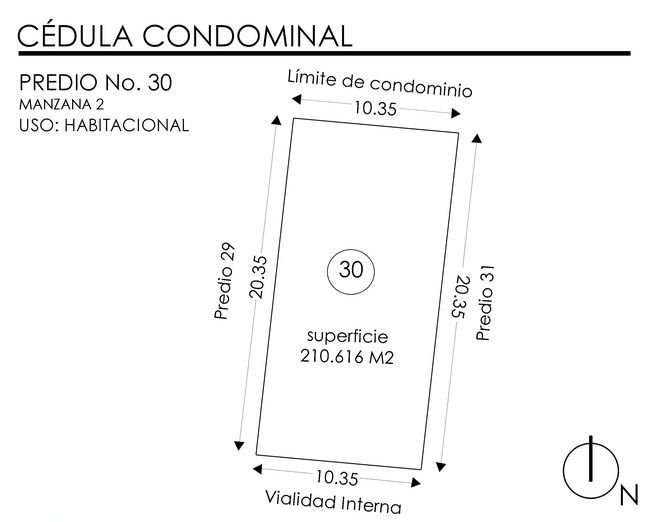 CÉDULA CONDOMINAL
PREDIO No. 30
MANZANA 2
USO: HABITACIONAL
Límite de condominio
10.35
Predio 29
20.35
30
20.35
Predio 31
superficie
210.616 M2
10.35
Vialidad Interna
N